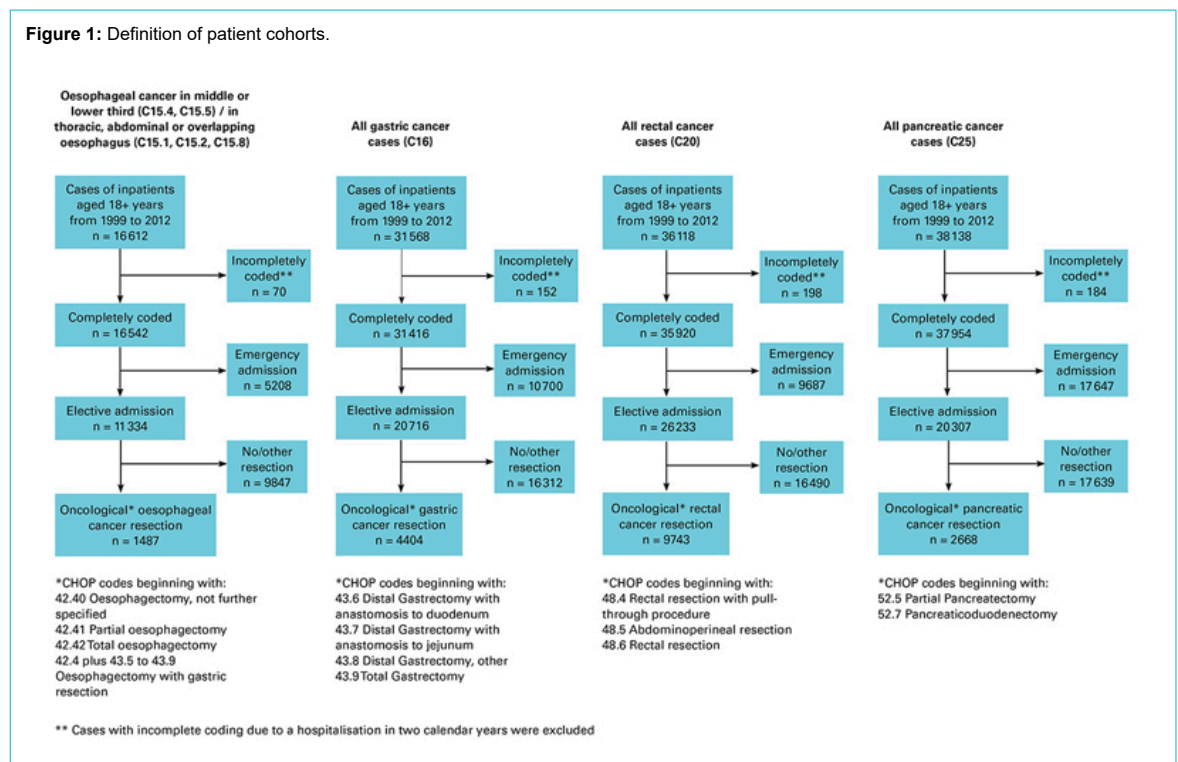 Figure 1: Definition of patient cohorts.
Oesophageal cancer in middle or
lower third (C15.4, C15.5) / in
thoracic, abdominal or overlapping
oesophagus (C15.1, C15.2, C15.8)
Cases of inpatients
aged 18+ years
from 1999 to 2012
n = 16612
Incompletely
coded**
n = 70
Completely coded
n = 16542
Emergency
admission
n = 5208
Elective admission
n = 11334
No/other
resection
n = 9847
Oncological* oesophageal
cancer resection
n = 1487
*CHOP codes beginning with:
42.40 Oesophagectomy, not further
specified
42.41 Partial oesophagectomy
42.42 Total oesophagectomy
42.4 plus 43.5 to 43.9
Oesophagectomy with gastric
resection
All gastric cancer
cases (C16)
Cases of inpatients
aged 18+ years
from 1999 to 2012
n = 31568
Incompletely
coded**
n = 152
Completely coded
n = 31416
Emergency
admission
n = 10700
Elective admission
n = 20716
No/other
resection
n = 16312
Oncological* gastric
cancer resection
n = 4404
*CHOP codes beginning with:
43.6 Distal Gastrectomy with
anastomosis to duodenum
43.7 Distal Gastrectomy with
anastomosis to jejunum
43.8 Distal Gastrectomy, other
43.9 Total Gastrectomy
All rectal cancer
cases (C20)
Cases of inpatients
aged 18+ years
from 1999 to 2012
n = 36118
Incompletely
coded**
n = 198
Completely coded
n = 35920
Emergency
admission
n = 9687
Elective admission
n = 26233
No/other
resection
n = 16490
Oncological* rectal
cancer resection
n = 9743
*CHOP codes beginning with:
48.4 Rectal resection with pull-
through procedure
48.5 Abdominoperineal resection
48.6 Rectal resection
All pancreatic cancer
cases (C25)
Cases of inpatients
aged 18+ years
from 1999 to 2012
n = 38138
Incompletely
coded**
n = 184
Completely coded
n = 37954
Emergency
admission
n = 17647
Elective admission
n = 20307
No/other
resection
n = 17639
Oncological* pancreatic
cancer resection
n = 2668
*CHOP codes beginning with:
52.5 Partial Pancreatectomy
52.7 Pancreaticoduodenectomy
** Cases with incomplete coding due to a hospitalisation in two calendar years were excluded